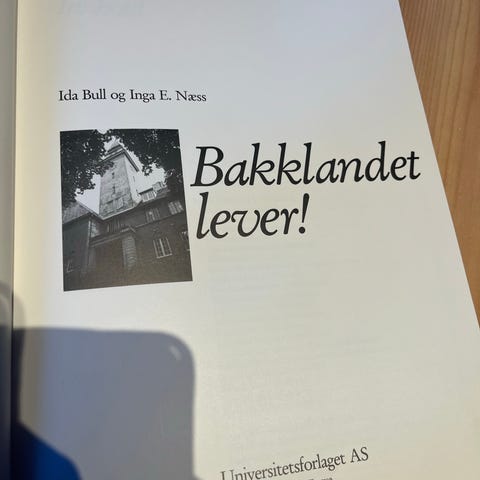 Ida Bull og Inga E. Næss
Bakklandet
lever!
Universitetsforlaget AS